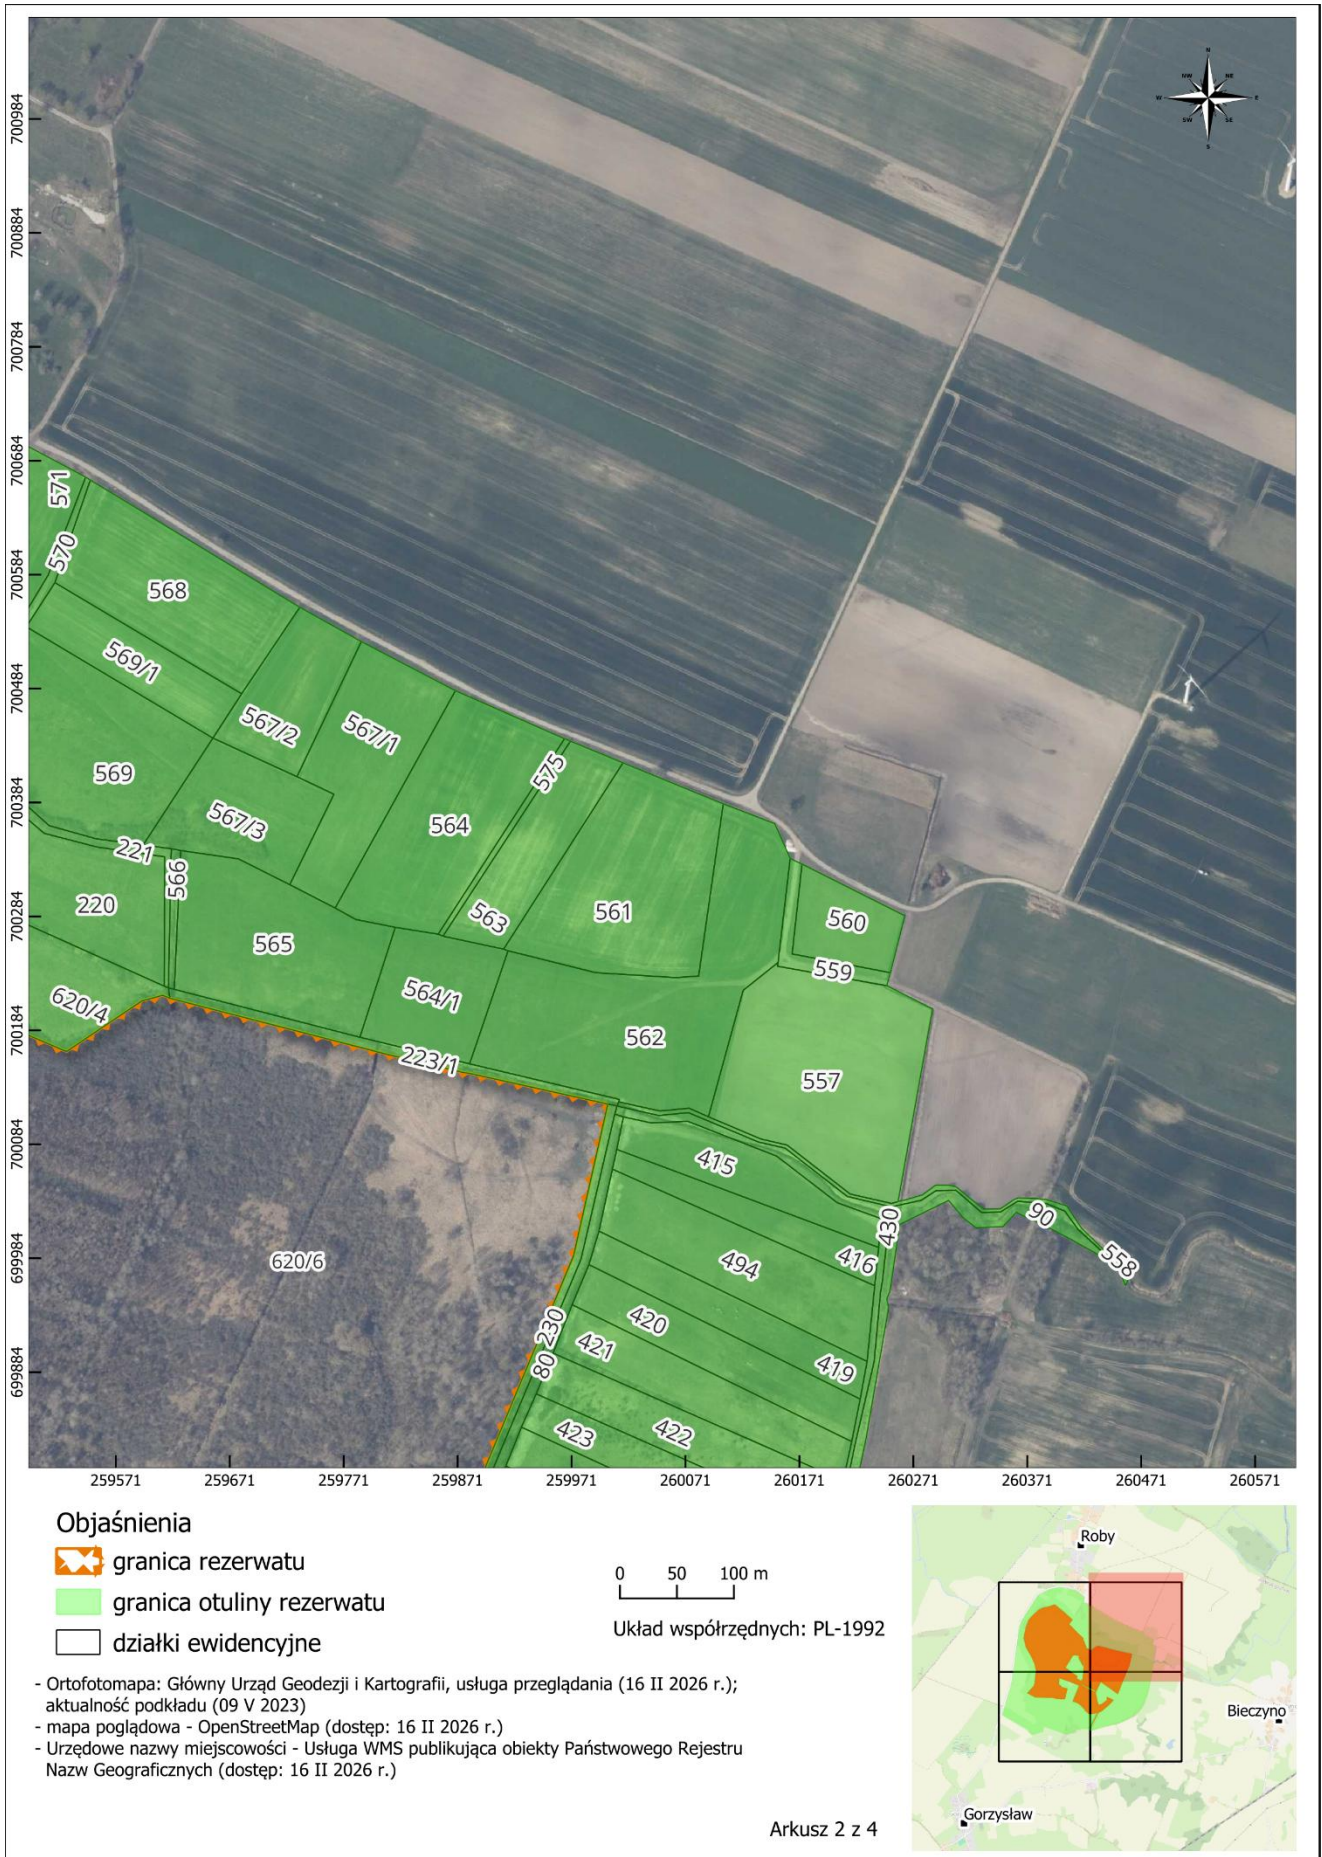 N
NW
NE
W
E
SW
SE
S
700984
700884
700784
700684
700584
700484
700384
700284
700184
700084
699984
699884
571
570
568
569/1
567/2
567/1
575
569
567/3
564
221
566
220
563
561
560
565
559
620/4
564/1
562
223/1
557
415
430
90
558
416
494
620/6
420
230
421
80
419
423
422
259571
259671
259771
259871
259971
260071
260171
260271
260371
260471
260571
Objaśnienia
granica rezerwatu
granica otuliny rezerwatu
działki ewidencyjne
0 50 100 m
Układ współrzędnych: PL-1992
- Ortofotomapa: Główny Urząd Geodezji i Kartografii, usługa przeglądania (16 II 2026 r.);
aktualność podkładu (09 V 2023)
- mapa poglądowa - OpenStreetMap (dostęp: 16 II 2026 r.)
- Urzędowe nazwy miejscowości - Usługa WMS publikująca obiekty Państwowego Rejestru
Nazw Geograficznych (dostęp: 16 II 2026 r.)
Roby
Bieczyno
Gorzysław
Arkusz 2 z 4